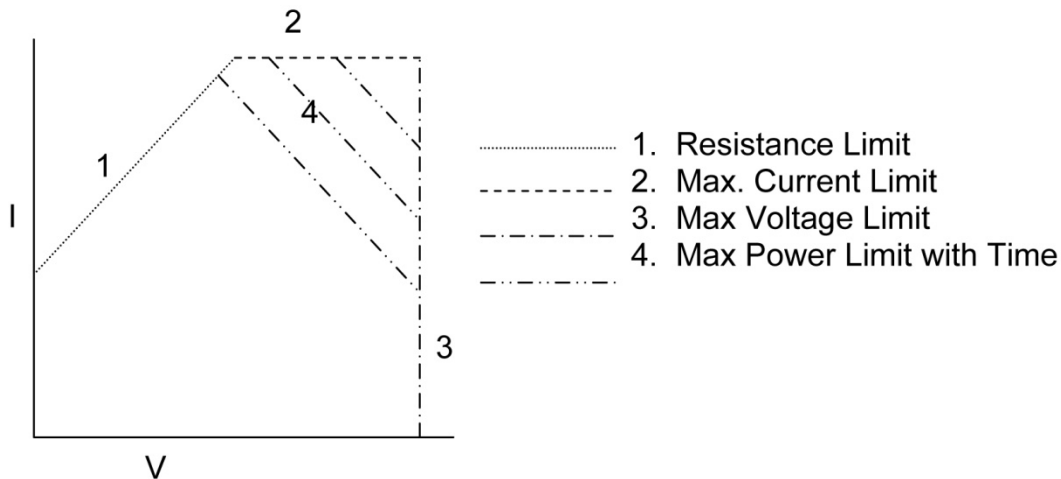 2
4
1
I
3
V
1. Resistance Limit
2. Max. Current Limit
3. Max Voltage Limit
4. Max Power Limit with Time